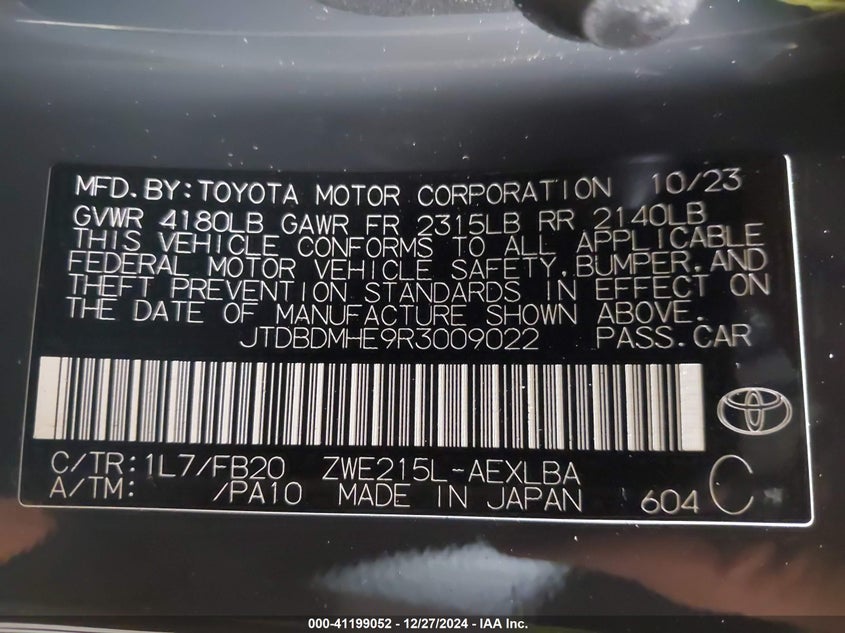 MFD.BY:TOYOTA MOTOR CORPORATION 10/23
GVWR 4180LB GAWR FR 2315LB RR 2140LB
THIS VEHICLE CONFORMS TO ALL APPLICABLE
FEDERAL MOTOR VEHICLE SAFETY,BUMPER,AND
THEFT PREVENTION STANDARDS IN EFFECT ON
THE DATE OF MANUFACTURE SHOWN ABOVE.
JTDBDMHE9R3009022 PASS.CAR
C/TR:1L7/FB20 ZWE215L-AEXLBA
A/TM: /PA10 MADE IN JAPAN 604 C
000-41199052 - 12/27/2024 - IAA Inc.